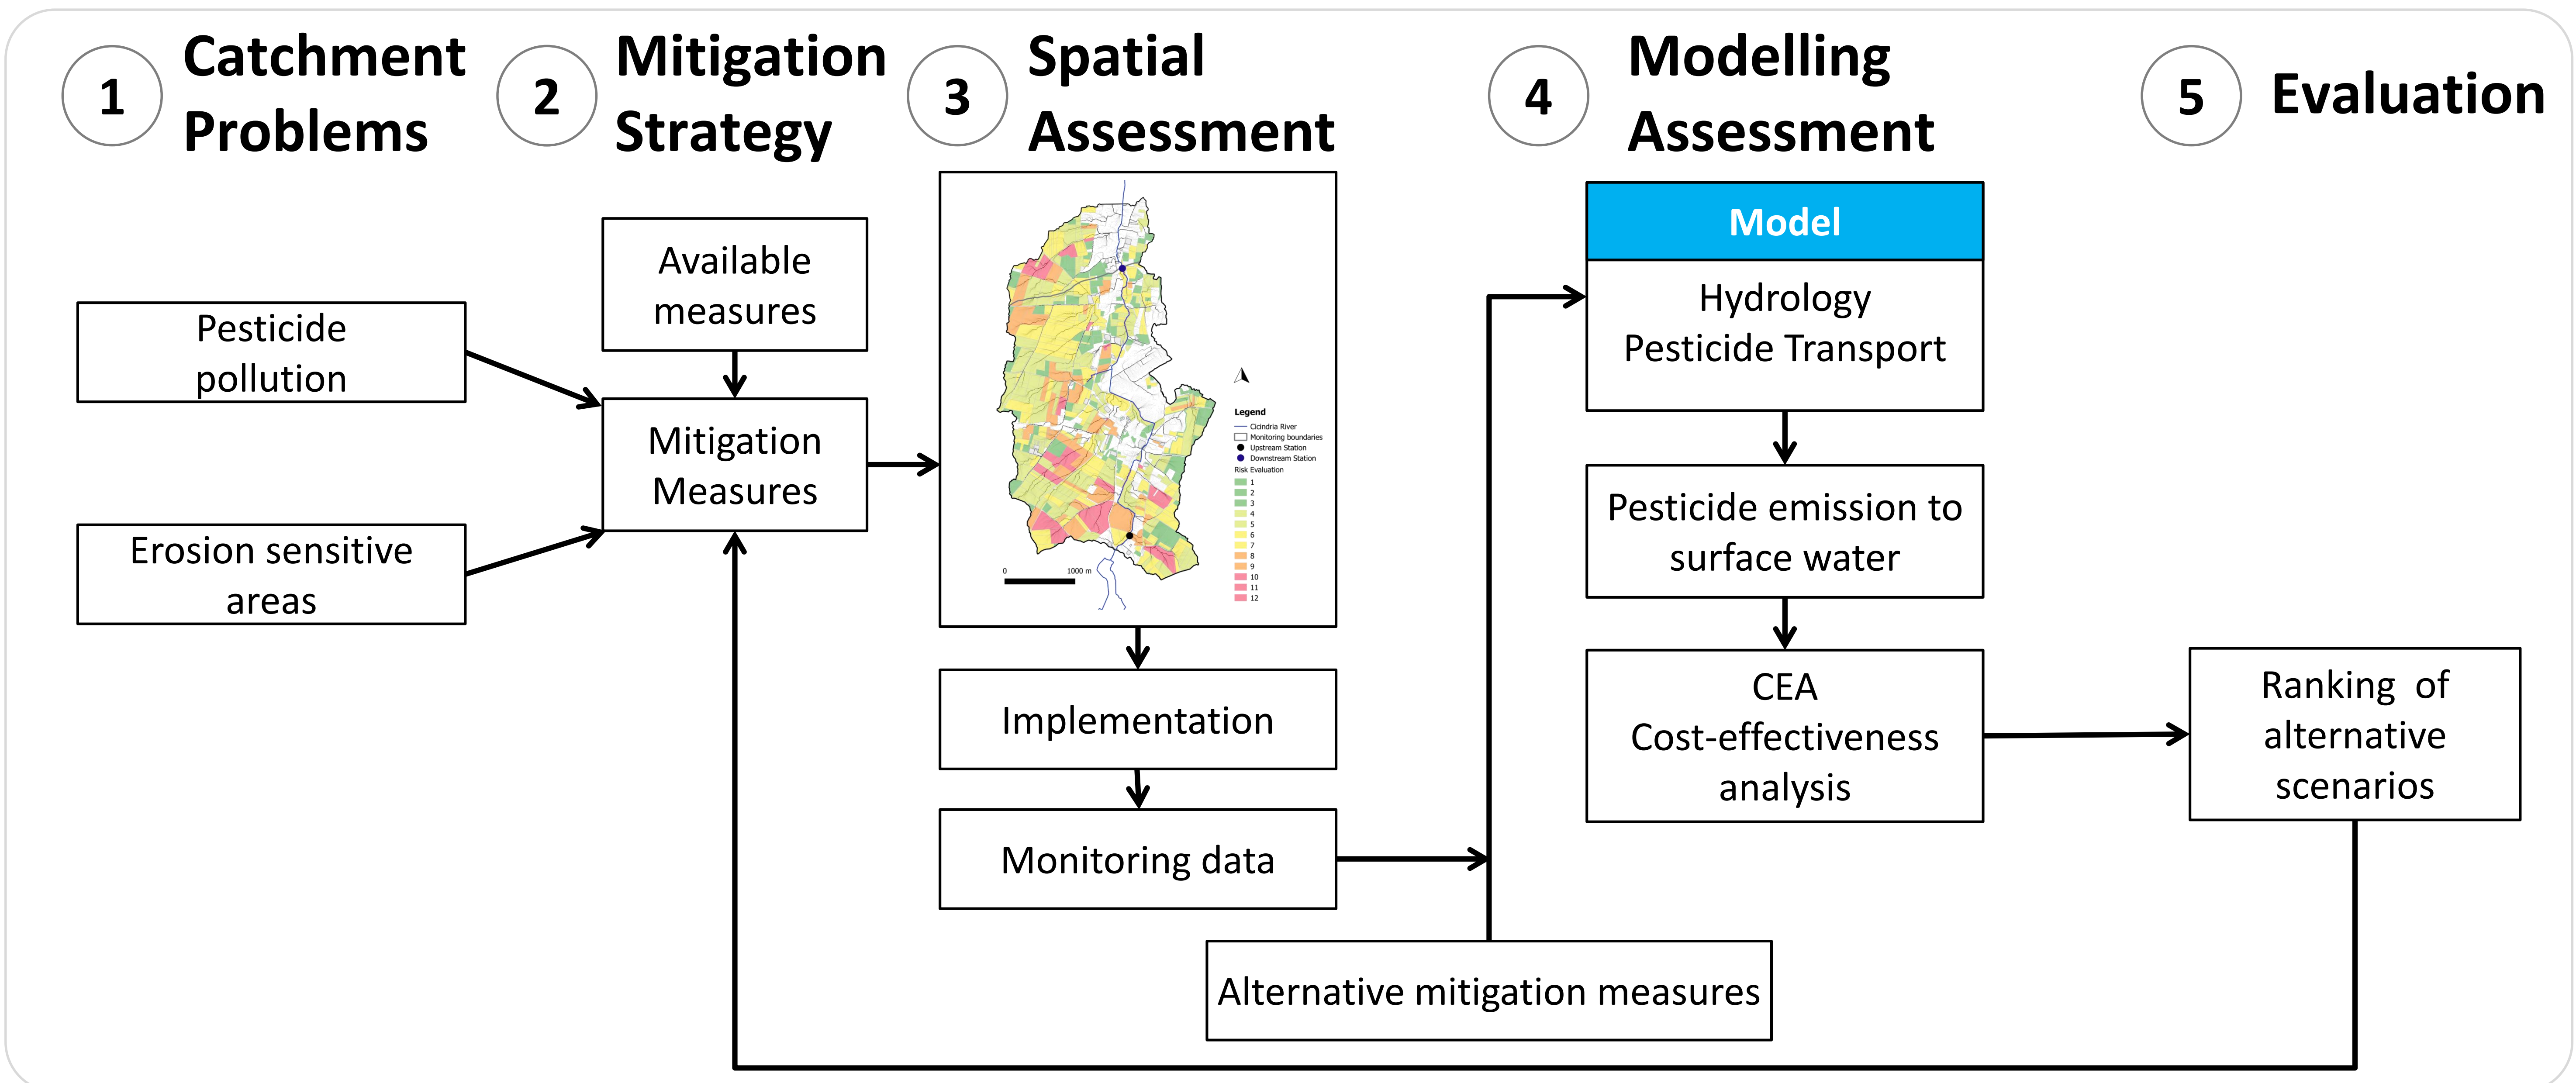 1
Catchment
Problems
2
Mitigation
Strategy
3
Spatial
Assessment
4
Modelling
Assessment
5
Evaluation
Pesticide
pollution
Erosion sensitive
areas
Available
measures
Mitigation
Measures
Legend
Cicindria River
Monitoring boundaries
Upstream Station
Downstream Station
Risk Evaluation
1
2
3
4
5
6
7
8
9
10
11
12
0 1000 m
Implementation
Monitoring data
Alternative mitigation measures
Model
Hydrology
Pesticide Transport
Pesticide emission to
surface water
CEA
Cost-effectiveness
analysis
Ranking of
alternative
scenarios